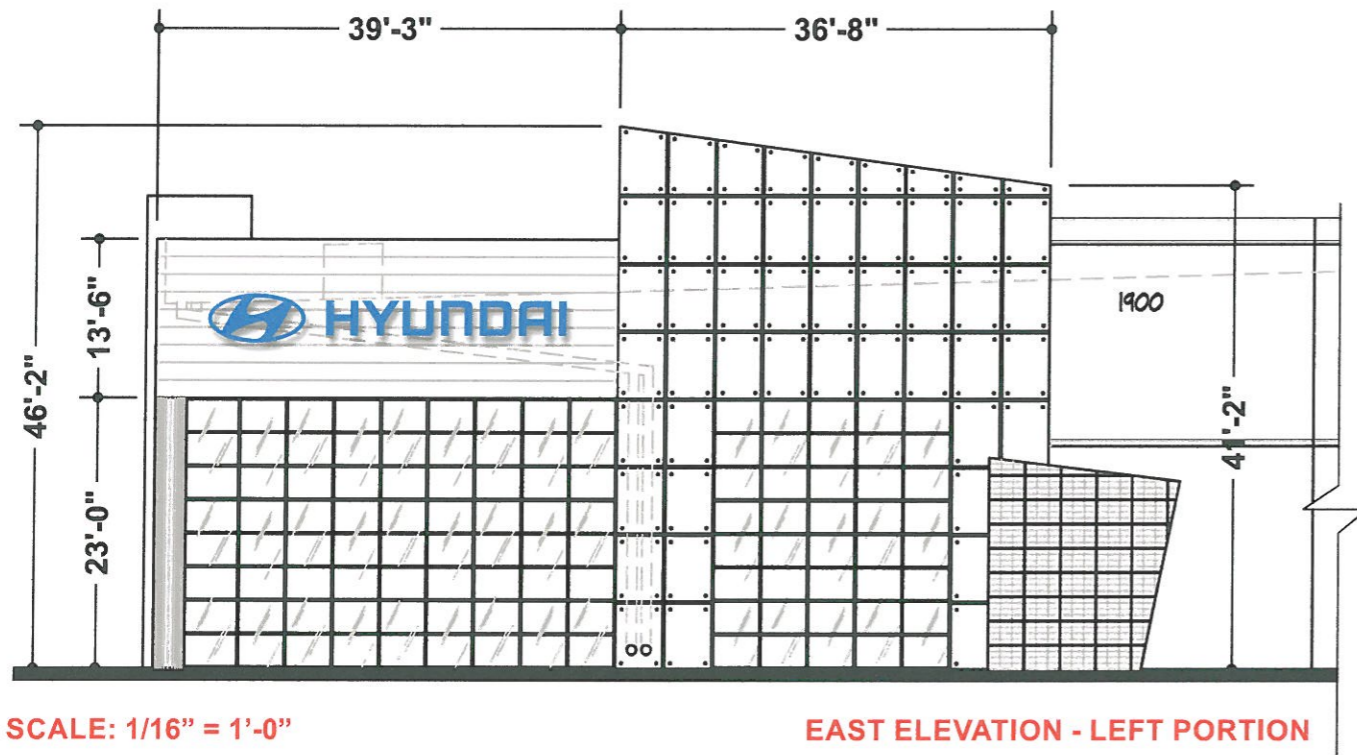 39'-3"
36'-8"
46'-2"
13'-6"
23'-0"
HYUNDAI
1900
41'-2"
SCALE: 1/16” = 1’-0”
EAST ELEVATION - LEFT PORTION